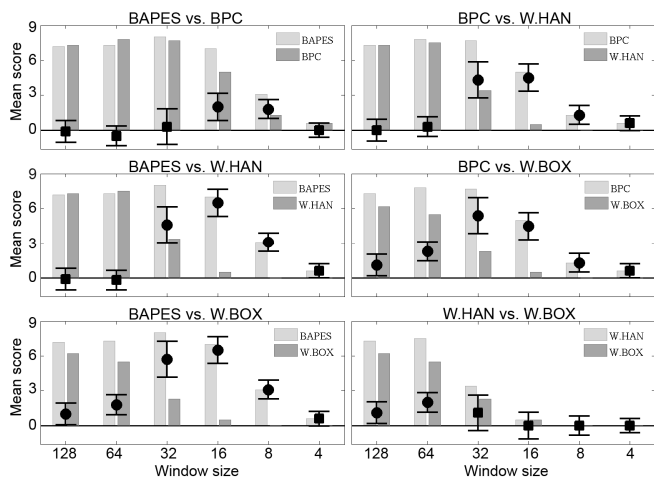 BAPES vs. BPC
BPC vs. W.HAN
Mean score
9
6
3
0
BAPES
BPC
BPC
W.HAN
BAPES vs. W.HAN
BPC vs. W.BOX
Mean score
9
6
3
0
BAPES
W.HAN
BPC
W.BOX
BAPES vs. W.BOX
W.HAN vs. W.BOX
Mean score
9
6
3
0
BAPES
W.BOX
W.HAN
W.BOX
128 64 32 16 8 4
128 64 32 16 8 4
Window size
Window size